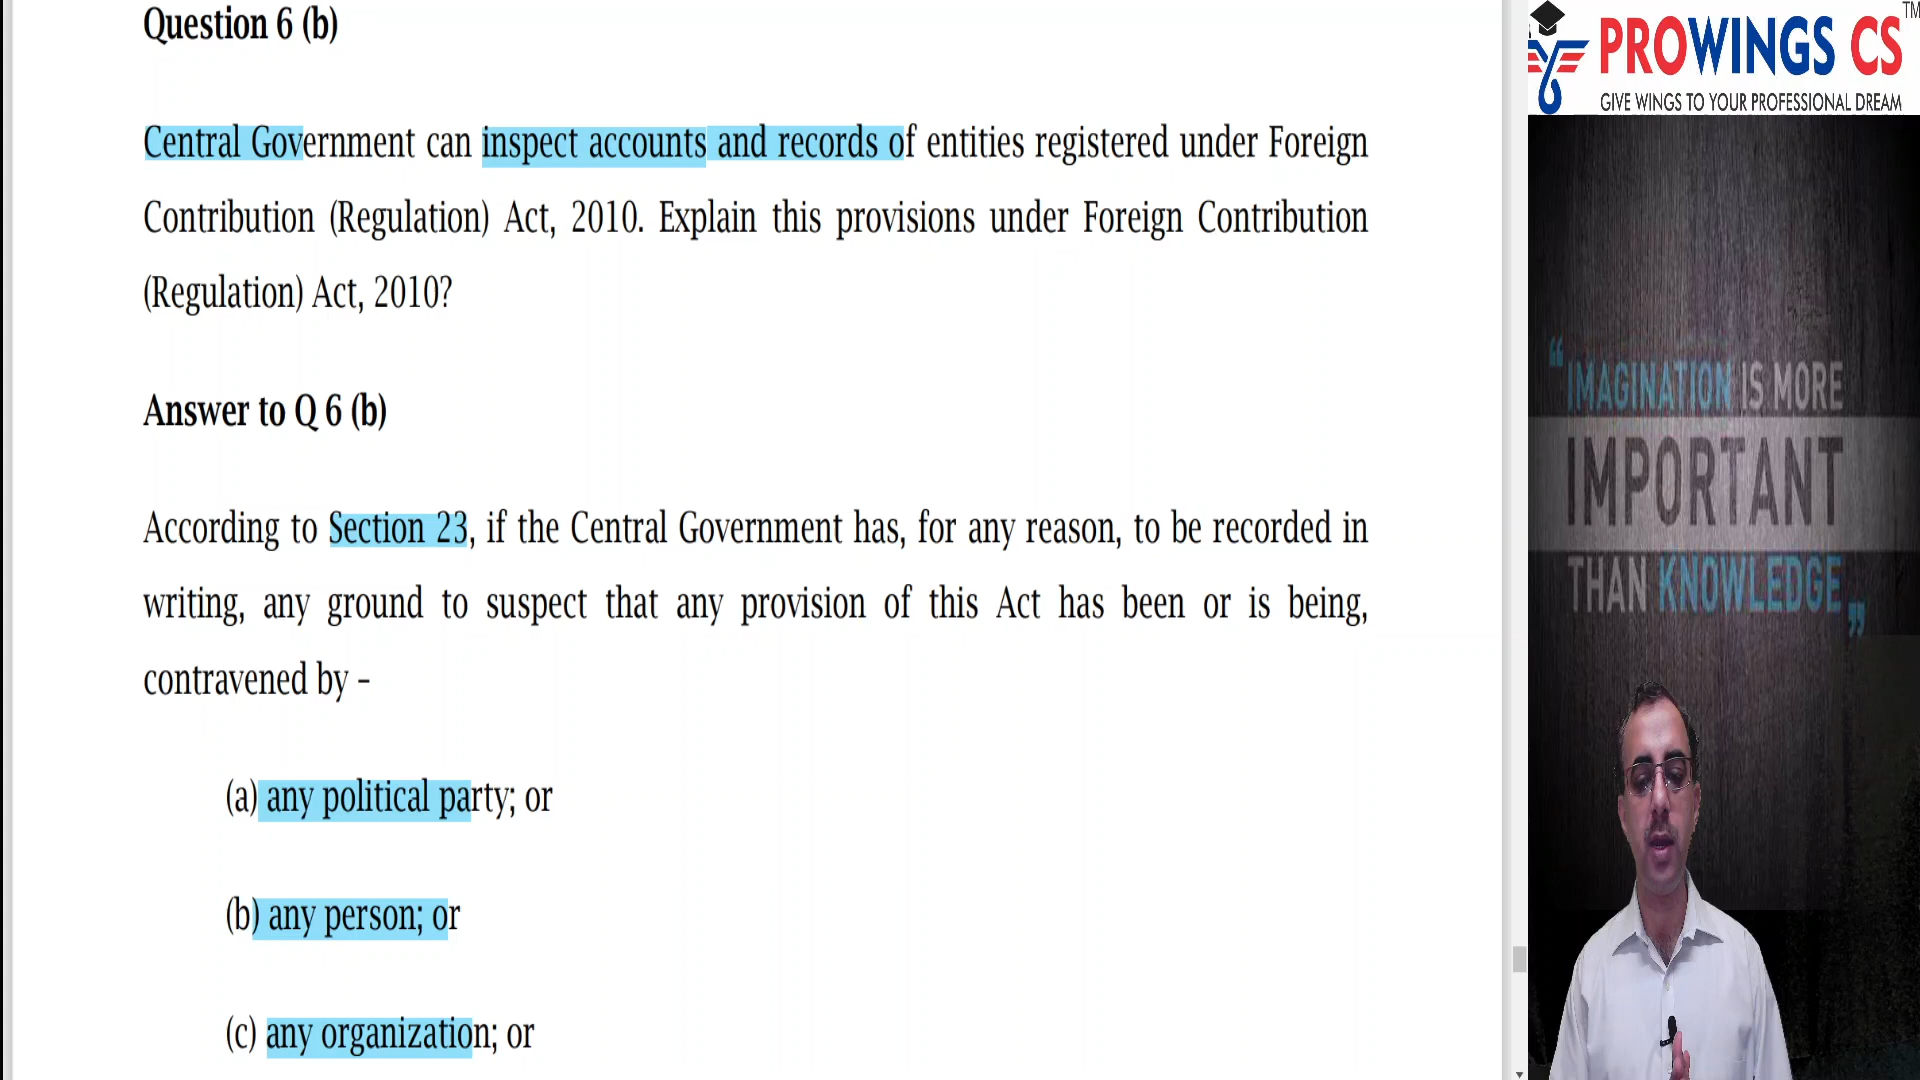 Question 6 (b)
Central Government can inspect accounts and records of entities registered under Foreign
Contribution (Regulation) Act, 2010. Explain this provisions under Foreign Contribution
(Regulation) Act, 2010?
Answer to Q 6 (b)
According to Section 23, if the Central Government has, for any reason, to be recorded in
writing, any ground to suspect that any provision of this Act has been or is being,
contravened by –
(a) any political party; or
(b) any person; or
(c) any organization; or
PROWINGS CS TM
GIVE WINGS TO YOUR PROFESSIONAL DREAM
“IMAGINATION IS MORE
IMPORTANT
THAN KNOWLEDGE”